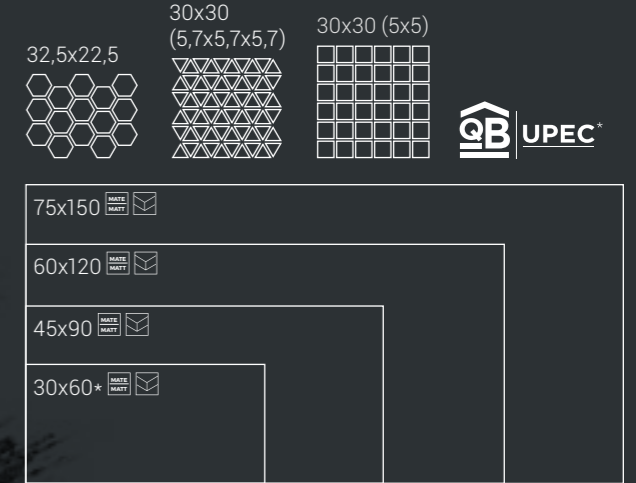 32,5x22,5
30x30
(5,7x5,7x5,7)
30x30 (5x5)
QB UPEC*
75x150 MATE MATT
60x120 MATE MATT
45x90 MATE MATT
30x60* MATE MATT